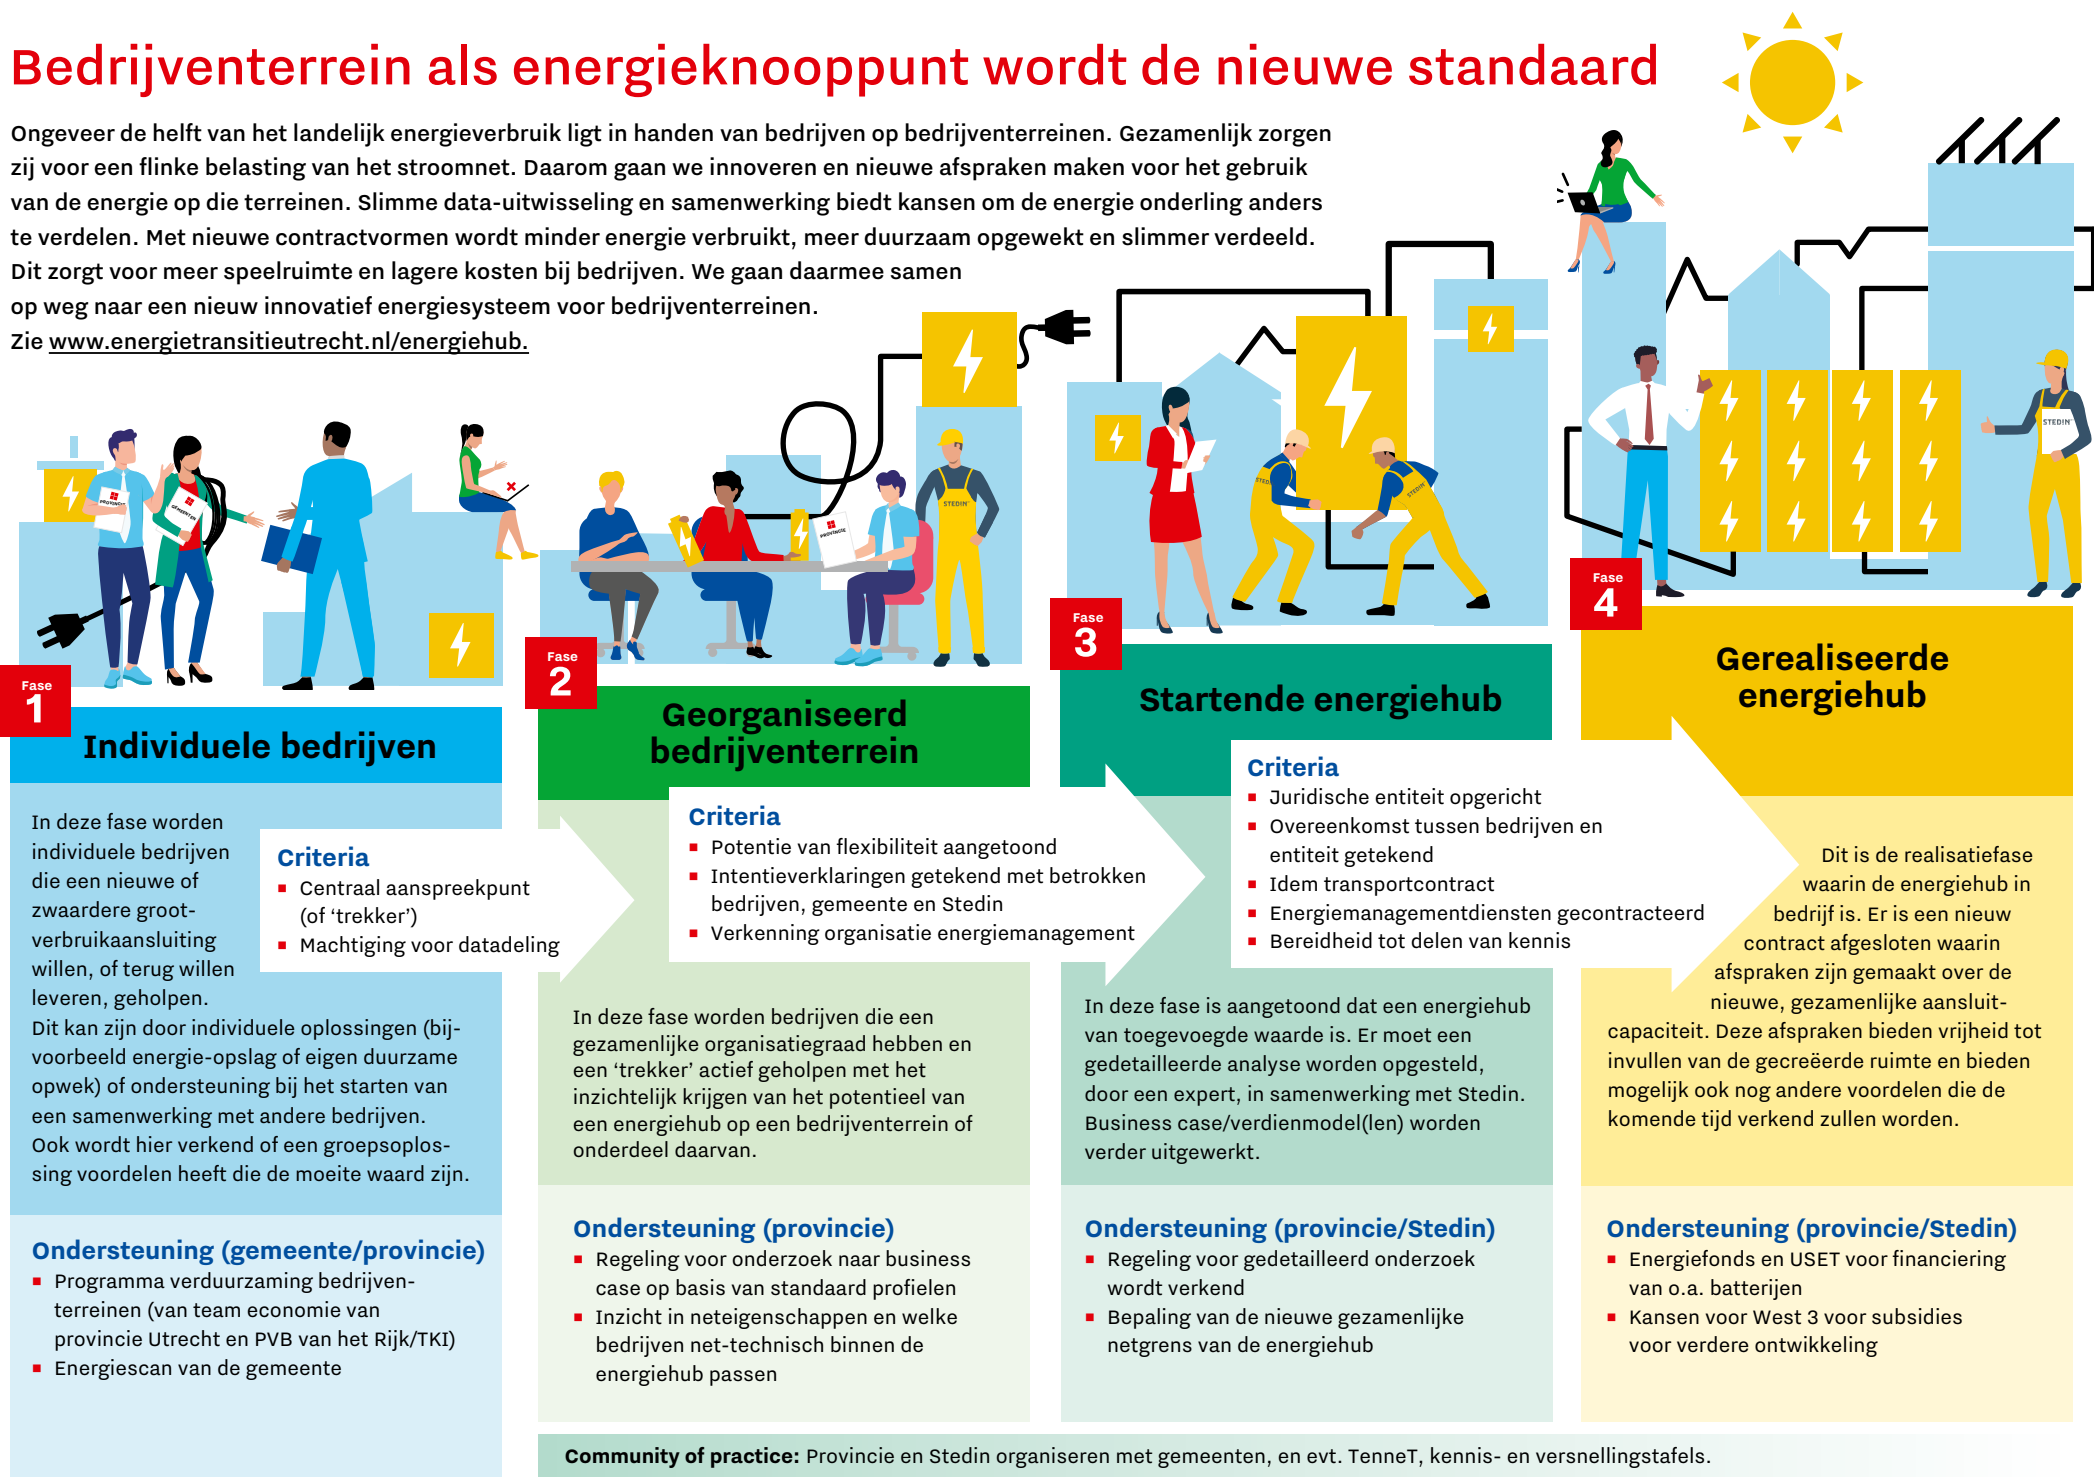 Bedrijventerrein als energieknooppunt wordt de nieuwe standaard
Ongeveer de helft van het landelijk energieverbruik ligt in handen van bedrijven op bedrijventerreinen. Gezamenlijk zorgen
zij voor een flinke belasting van het stroomnet. Daarom gaan we innoveren en nieuwe afspraken maken voor het gebruik
van de energie op die terreinen. Slimme data-uitwisseling en samenwerking biedt kansen om de energie onderling anders
te verdelen. Met nieuwe contractvormen wordt minder energie verbruikt, meer duurzaam opgewekt en slimmer verdeeld.
Dit zorgt voor meer speelruimte en lagere kosten bij bedrijven. We gaan daarmee samen
op weg naar een nieuw innovatief energiesysteem voor bedrijventerreinen.
Zie www.energietransitieutrecht.nl/energiehub.
PROVINCIE
GEMEENTEN
PROVINCIE
STEDIN
STEDIN
STEDIN
STEDIN
Fase
1
Individuele bedrijven
In deze fase worden
individuele bedrijven
die een nieuwe of
zwaardere groot-
verbruikaansluiting
willen, of terug willen
leveren, geholpen.
Dit kan zijn door individuele oplossingen (bij-
voorbeeld energie-opslag of eigen duurzame
opwek) of ondersteuning bij het starten van
een samenwerking met andere bedrijven.
Ook wordt hier verkend of een groepsoplos-
sing voordelen heeft die de moeite waard zijn.
Criteria
▪ Centraal aanspreekpunt
(of ‘trekker’)
▪ Machtiging voor datadeling
Ondersteuning (gemeente/provincie)
▪ Programma verduurzaming bedrijven-
terreinen (van team economie van
provincie Utrecht en PVB van het Rijk/TKI)
▪ Energiescan van de gemeente
Fase
2
Georganiseerd
bedrijventerrein
Criteria
▪ Potentie van flexibiliteit aangetoond
▪ Intentieverklaringen getekend met betrokken
bedrijven, gemeente en Stedin
▪ Verkenning organisatie energiemanagement
In deze fase worden bedrijven die een
gezamenlijke organisatiegraad hebben en
een ‘trekker’ actief geholpen met het
inzichtelijk krijgen van het potentieel van
een energiehub op een bedrijventerrein of
onderdeel daarvan.
Ondersteuning (provincie)
▪ Regeling voor onderzoek naar business
case op basis van standaard profielen
▪ Inzicht in neteigenschappen en welke
bedrijven net-technisch binnen de
energiehub passen
Fase
3
Startende energiehub
Criteria
▪ Juridische entiteit opgericht
▪ Overeenkomst tussen bedrijven en
entiteit getekend
▪ Idem transportcontract
▪ Energiemanagementdiensten gecontracteerd
▪ Bereidheid tot delen van kennis
In deze fase is aangetoond dat een energiehub
van toegevoegde waarde is. Er moet een
gedetailleerde analyse worden opgesteld,
door een expert, in samenwerking met Stedin.
Business case/verdienmodel(len) worden
verder uitgewerkt.
Ondersteuning (provincie/Stedin)
▪ Regeling voor gedetailleerd onderzoek
wordt verkend
▪ Bepaling van de nieuwe gezamenlijke
netgrens van de energiehub
Fase
4
Gerealiseerde
energiehub
Dit is de realisatiefase
waarin de energiehub in
bedrijf is. Er is een nieuw
contract afgesloten waarin
afspraken zijn gemaakt over de
nieuwe, gezamenlijke aansluit-
capaciteit. Deze afspraken bieden vrijheid tot
invullen van de gecreëerde ruimte en bieden
mogelijk ook nog andere voordelen die de
komende tijd verkend zullen worden.
Ondersteuning (provincie/Stedin)
▪ Energiefonds en USET voor financiering
van o.a. batterijen
▪ Kansen voor West 3 voor subsidies
voor verdere ontwikkeling
Community of practice: Provincie en Stedin organiseren met gemeenten, en evt. TenneT, kennis- en versnellingstafels.